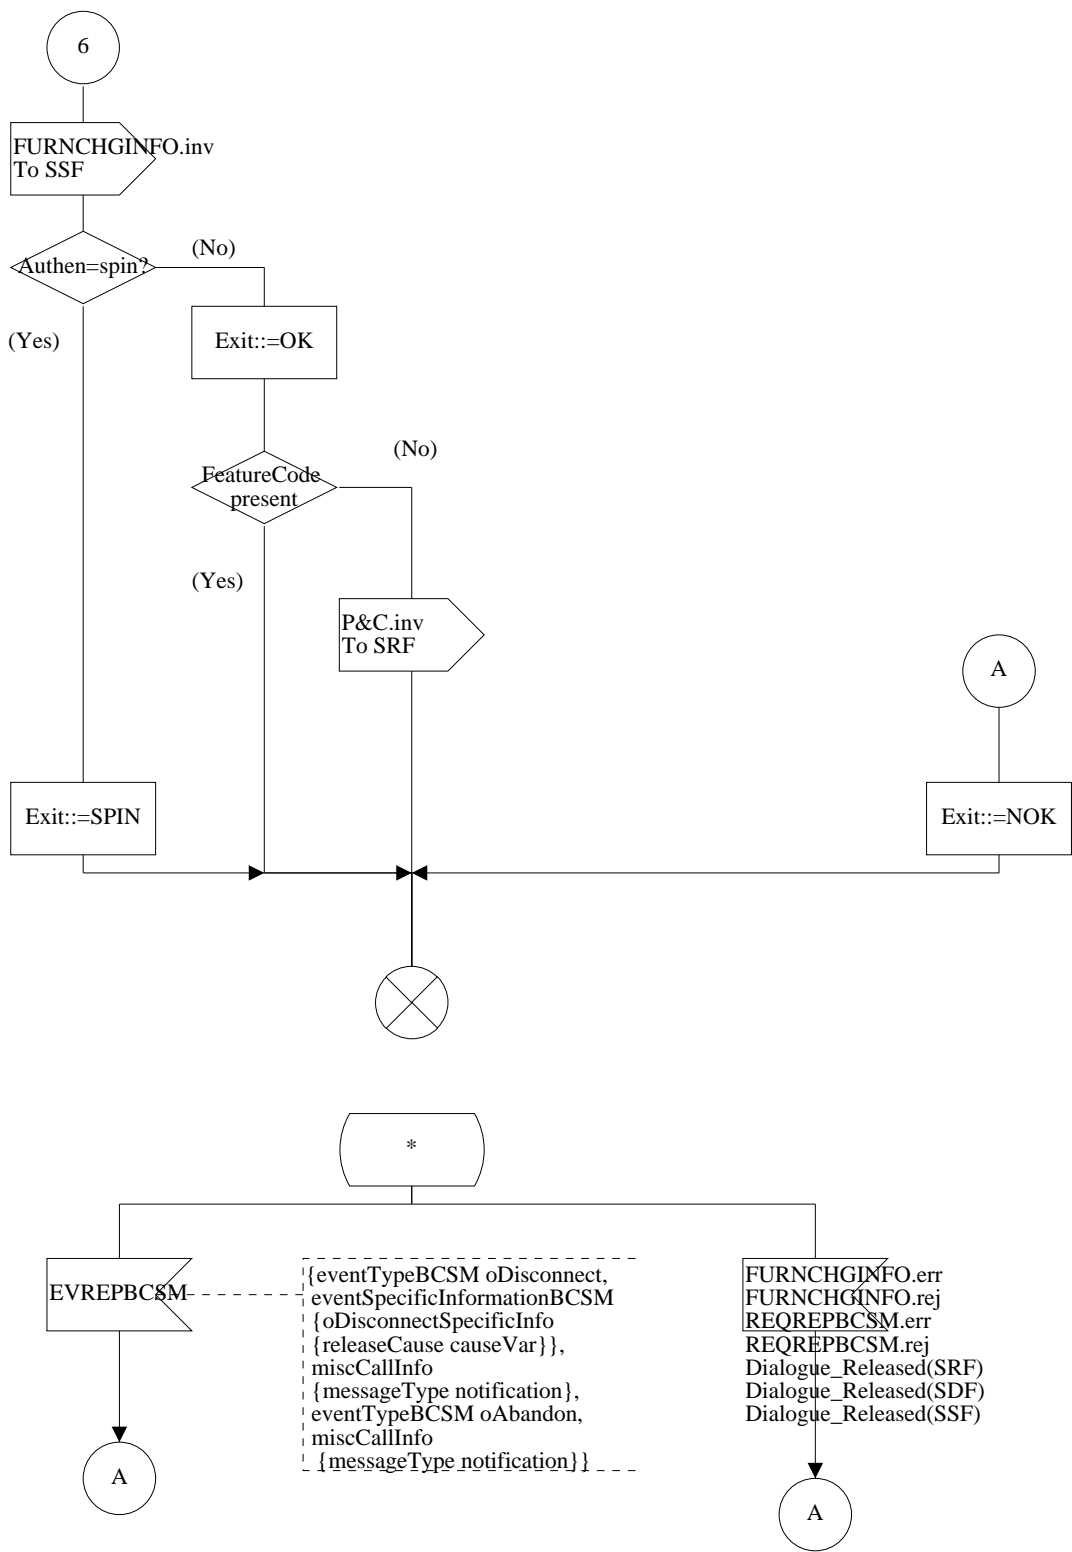 6
FURNCHGINFO.inv
To SSF
(No)
Authen=spin?
(Yes)
Exit::=OK
(No)
FeatureCode
present
(Yes)
P&C.inv
To SRF
A
Exit::=SPIN
Exit::=NOK
*
EVREPBCSM
{eventTypeBCSM oDisconnect,
eventSpecificInformationBCSM
{oDisconnectSpecificInfo
{releaseCause causeVar}},
miscCallInfo
{messageType notification},
eventTypeBCSM oAbandon,
miscCallInfo
{messageType notification}}
FURNCHGINFO.err
FURNCHGINFO.rej
REQREPBCSM.err
REQREPBCSM.rej
Dialogue_Released(SRF)
Dialogue_Released(SDF)
Dialogue_Released(SSF)
A
A